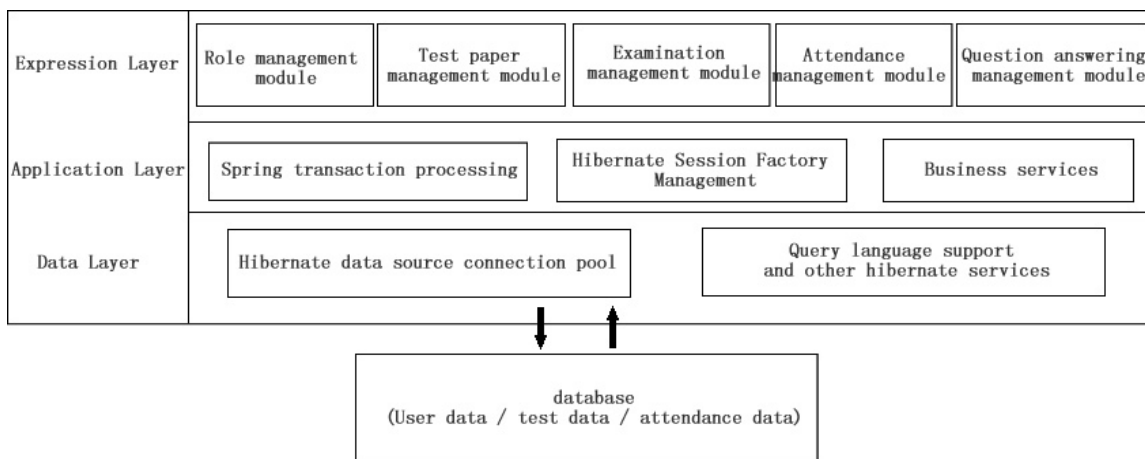 Expression Layer
Role management
module
Test paper
management module
Examination
management module
Attendance
management module
Question answering
management module
Application Layer
Spring transaction processing
Hibernate Session Factory
Management
Business services
Data Layer
Hibernate data source connection pool
Query language support
and other hibernate services
database
(User data / test data / attendance data)